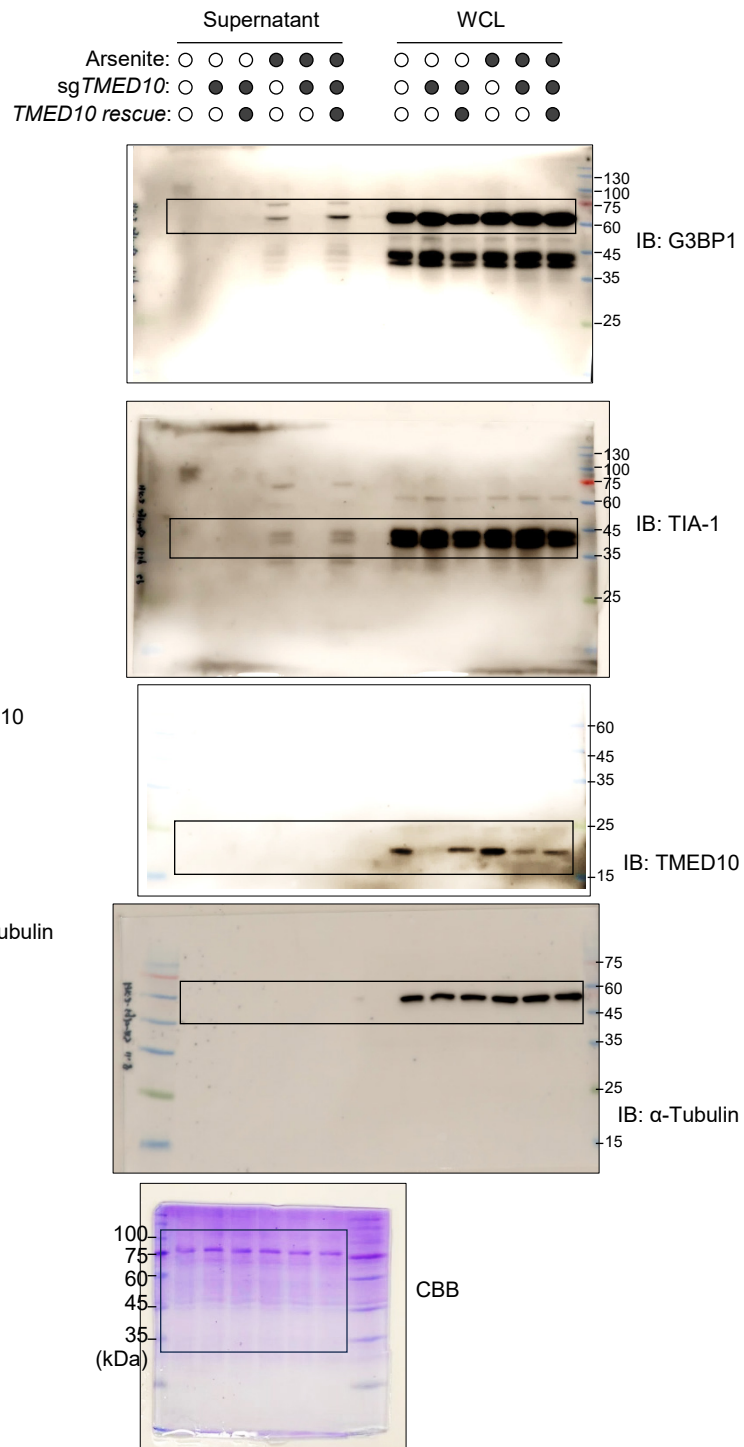 Supernatant WCL
Arsenite:
sgTMED10:
TMED10 rescue:
130
100
75
60
45
35
25
IB: G3BP1
130
100
75
60
45
35
25
IB: TIA-1
10
60
45
35
25
15
IB: TMED10
ubulin
75
60
45
35
25
15
IB: α-Tubulin
100
75
60
45
35
(kDa)
CBB